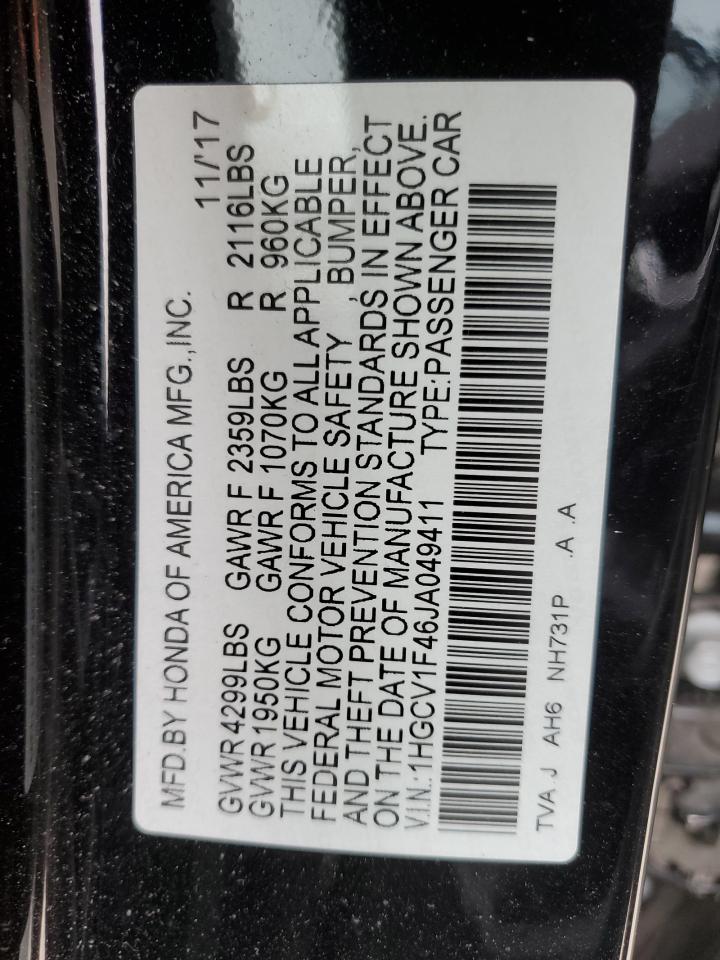 MFD.BY HONDA OF AMERICA MFG.,INC. 11/'17
GVWR 4299LBS GAWR F 2359LBS R 2116LBS
GVWR 1950KG GAWR F 1070KG R 960KG
THIS VEHICLE CONFORMS TO ALL APPLICABLE
FEDERAL MOTOR VEHICLE SAFETY , BUMPER,
AND THEFT PREVENTION STANDARDS, IN EFFECT
ON THE DATE OF MANUFACTURE SHOWN ABOVE.
V.I.N.:1HGCV1F46JA049411 TYPE:PASSENGER CAR
TVA J AH6 NH731P .A .A